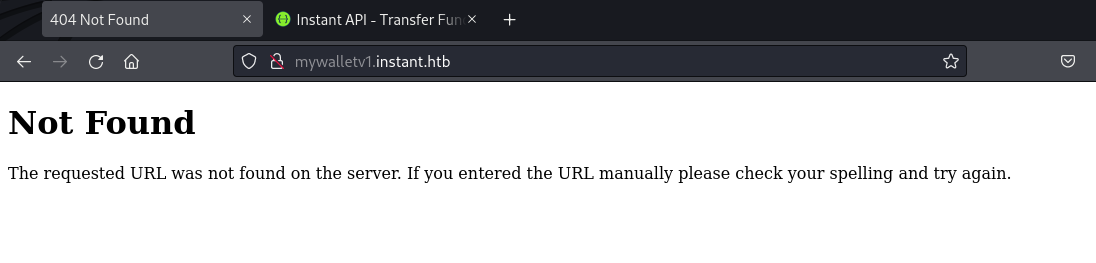 404 Not Found
Instant API - Transfer Fun
mywalletv1.instant.htb
Not Found
The requested URL was not found on the server. If you entered the URL manually please check your spelling and try again.